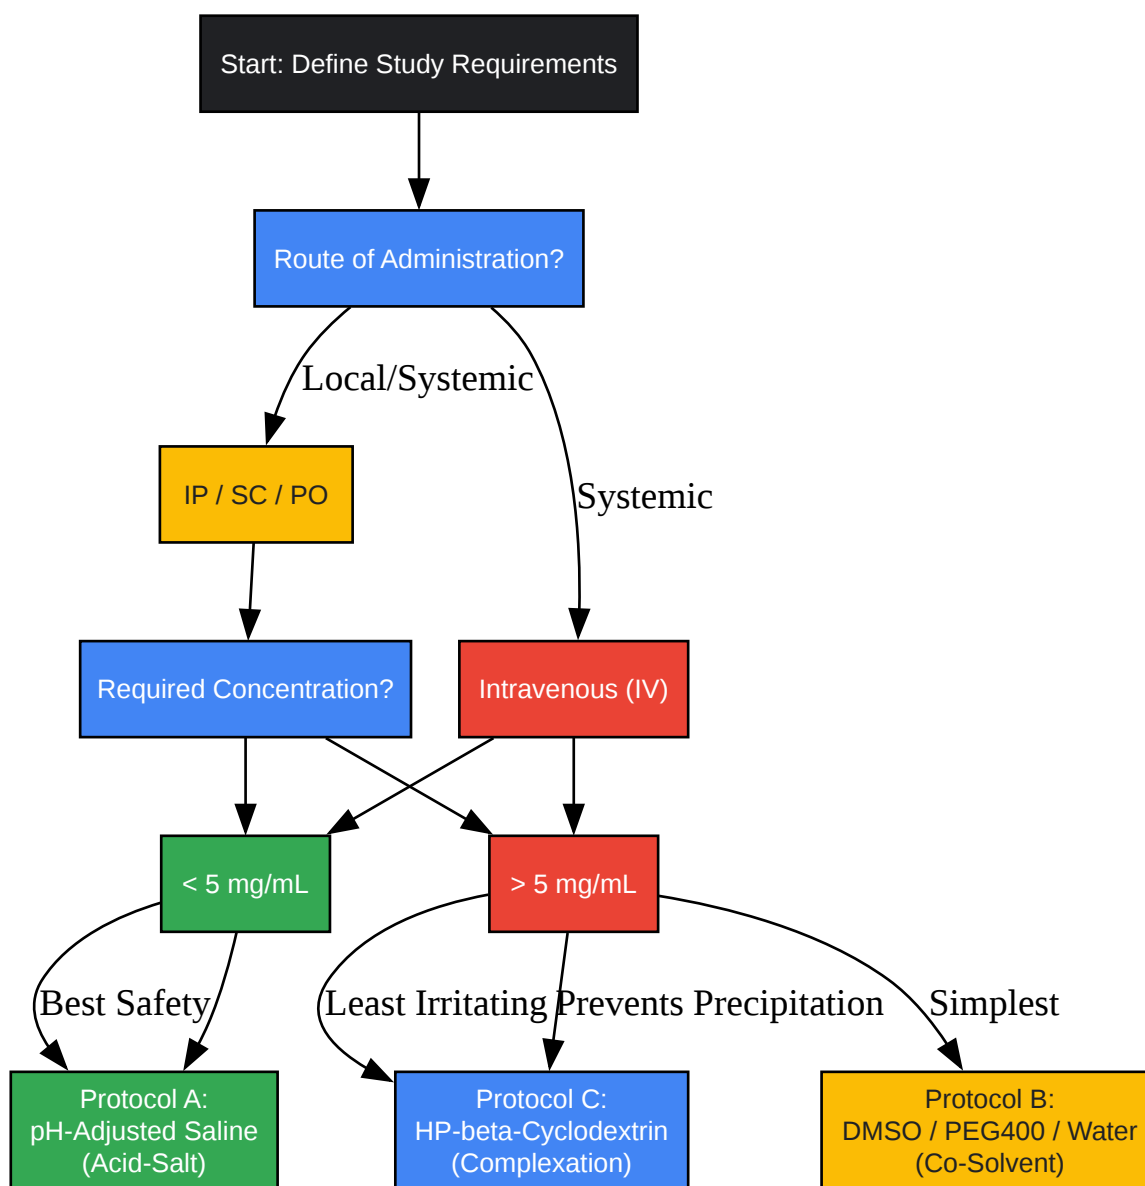 Start: Define Study Requirements
Route of Administration?
Local/Systemic
IP / SC / PO
Systemic
Required Concentration?
Intravenous (IV)
< 5 mg/mL
> 5 mg/mL
Best Safety
Least Irritating
Prevents Precipitation
Simplest
Protocol A:
pH-Adjusted Saline
(Acid-Salt)
Protocol C:
HP-beta-Cyclodextrin
(Complexation)
Protocol B:
DMSO / PEG400 / Water
(Co-Solvent)